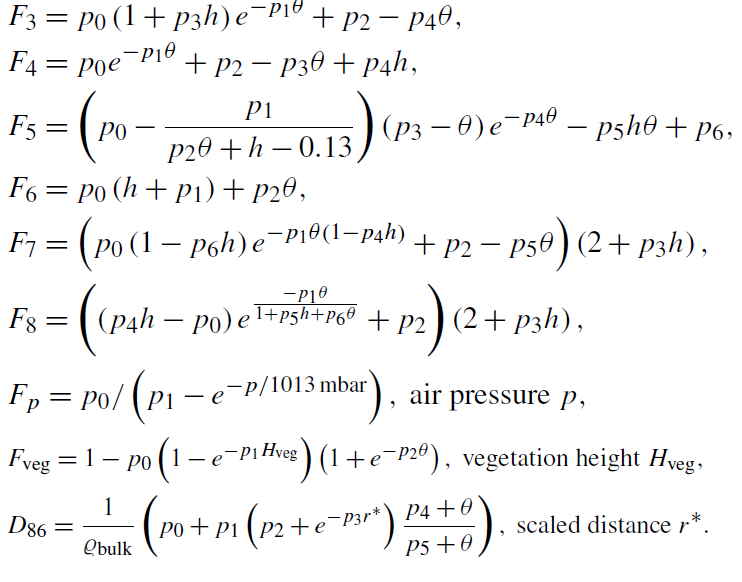 F₃ = p₀ (1 + p₃h) e^{−p₁θ} + p₂ − p₄θ,
F₄ = p₀e^{−p₁θ} + p₂ − p₃θ + p₄h,
F₅ = (p₀ − p₁/(p₂θ + h − 0.13)) (p₃ − θ) e^{−p₄θ} − p₅hθ + p₆,
F₆ = p₀ (h + p₁) + p₂θ,
F₇ = (p₀ (1 − p₆h) e^{−p₁θ(1−p₄h)} + p₂ − p₅θ) (2 + p₃h),
F₈ = ((p₄h − p₀) e^{−p₁θ/(1+p₅h+p₆θ)} + p₂) (2 + p₃h),
Fₚ = p₀/ (p₁ − e^{−p/1013 mbar}), air pressure p,
F_veg = 1 − p₀ (1 − e^{−p₁H_veg}) (1 + e^{−p₂θ}), vegetation height H_veg,
D₈₆ = 1/ϱ_bulk (p₀ + p₁ (p₂ + e^{−p₃r*}) (p₄ + θ)/(p₅ + θ)), scaled distance r*.